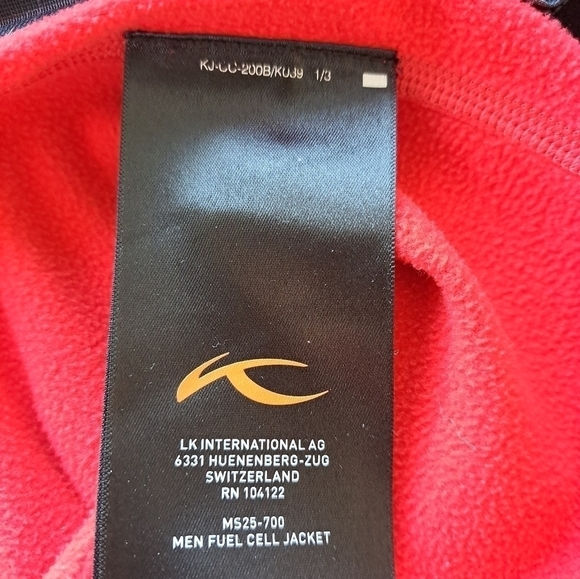 KJ-CC-200B/K039 1/3
LK INTERNATIONAL AG
6331 HUENENBERG-ZUG
SWITZERLAND
RN 104122
MS25-700
MEN FUEL CELL JACKET